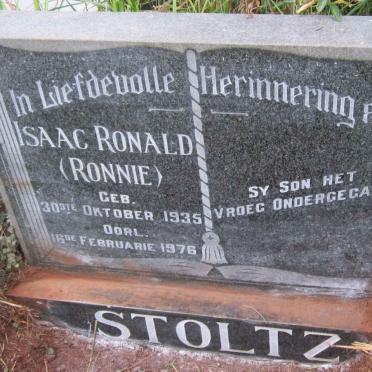 In Liefdevolle Herinnering a
ISAAC RONALD
(RONNIE)
GEB.
30STE OKTOBER 1935
OORL.
16DE FEBRUARIE 1976
SY SON HET
VROEG ONDERGEGA
STOLTZ